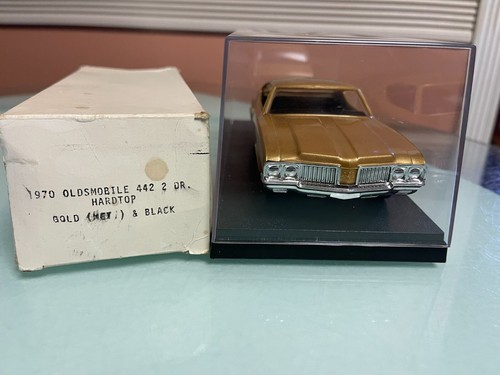 1970 OLDSMOBILE 442 2 DR.
HARDTOP
GOLD (MET.) & BLACK